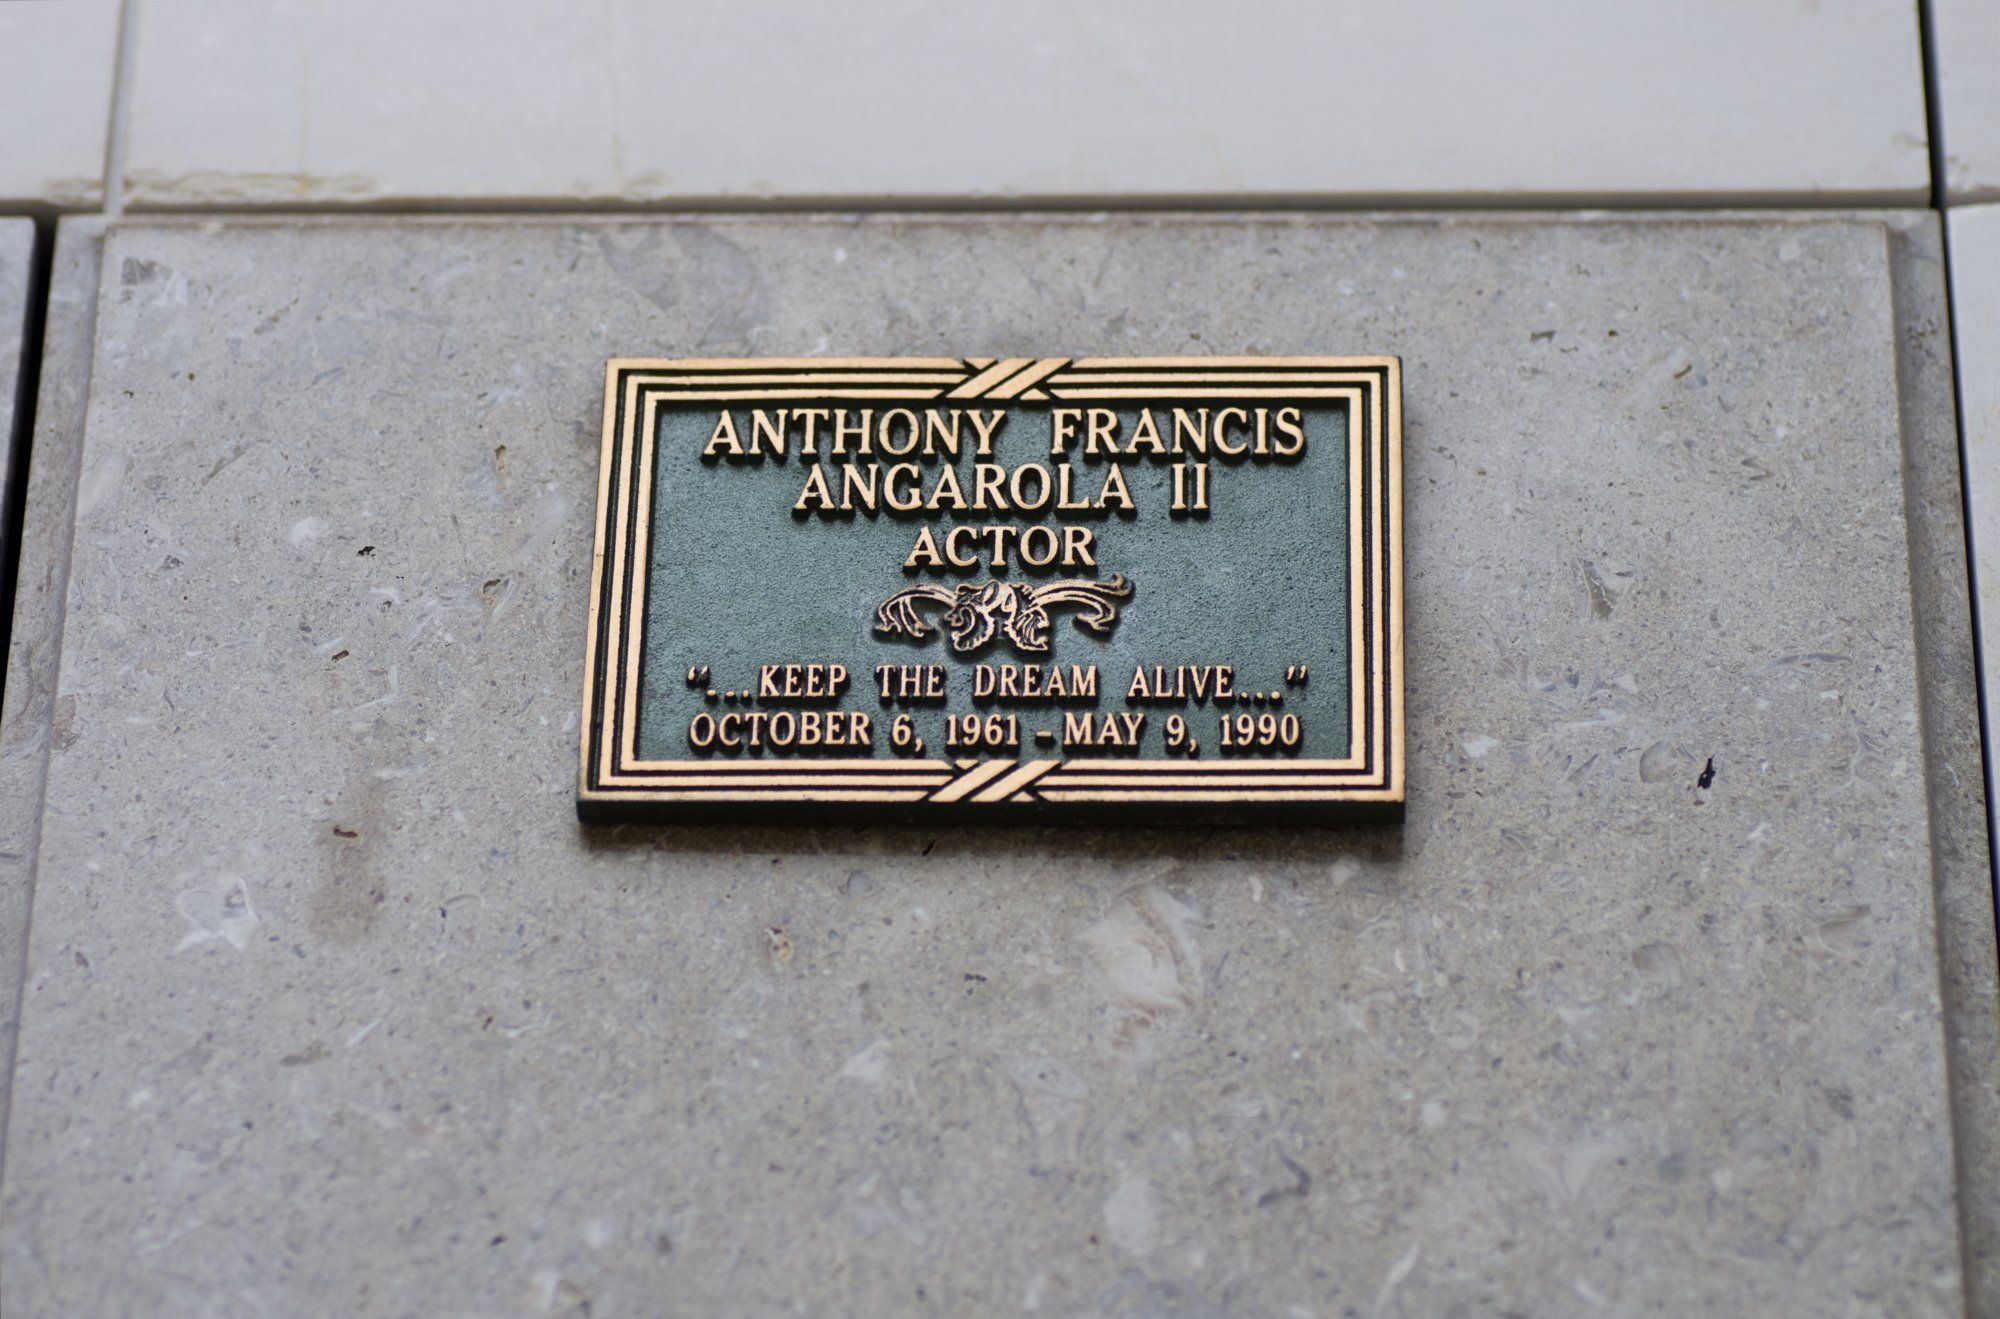 ANTHONY FRANCIS
ANGAROLA II
ACTOR
“...KEEP THE DREAM ALIVE...”
OCTOBER 6, 1961 – MAY 9, 1990